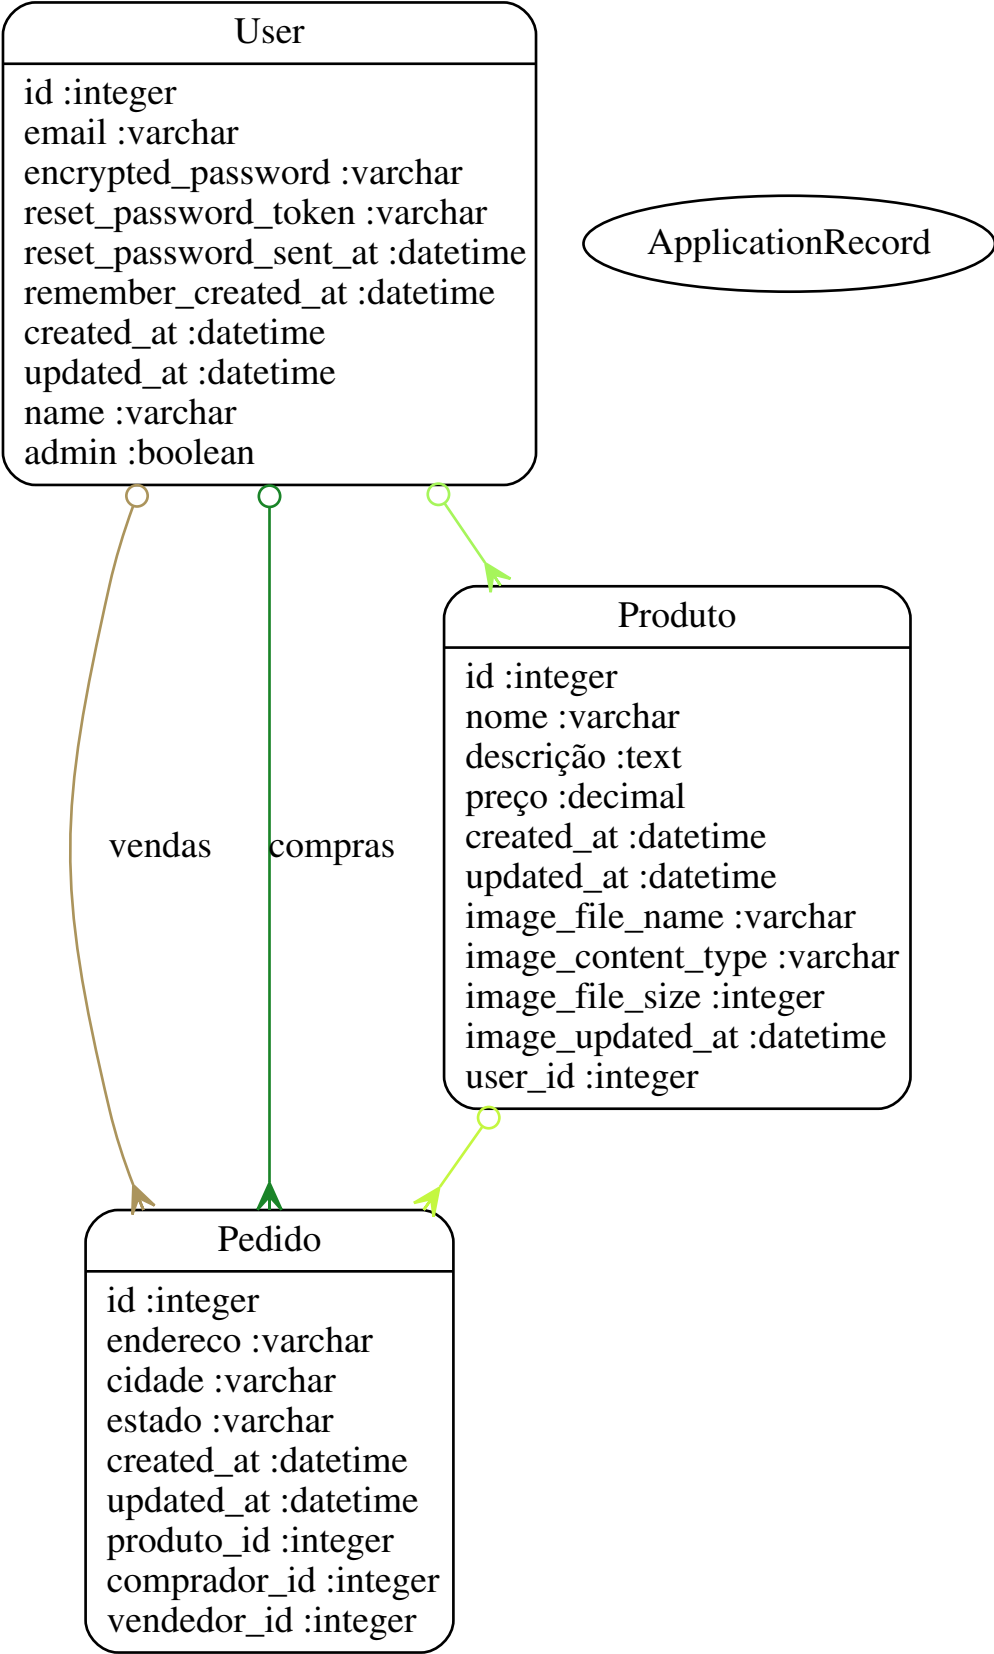 User
id :integer
email :varchar
encrypted_password :varchar
reset_password_token :varchar
reset_password_sent_at :datetime
remember_created_at :datetime
created_at :datetime
updated_at :datetime
name :varchar
admin :boolean
ApplicationRecord
Produto
id :integer
nome :varchar
descrição :text
preço :decimal
created_at :datetime
updated_at :datetime
image_file_name :varchar
image_content_type :varchar
image_file_size :integer
image_updated_at :datetime
user_id :integer
vendas
compras
Pedido
id :integer
endereco :varchar
cidade :varchar
estado :varchar
created_at :datetime
updated_at :datetime
produto_id :integer
comprador_id :integer
vendedor_id :integer